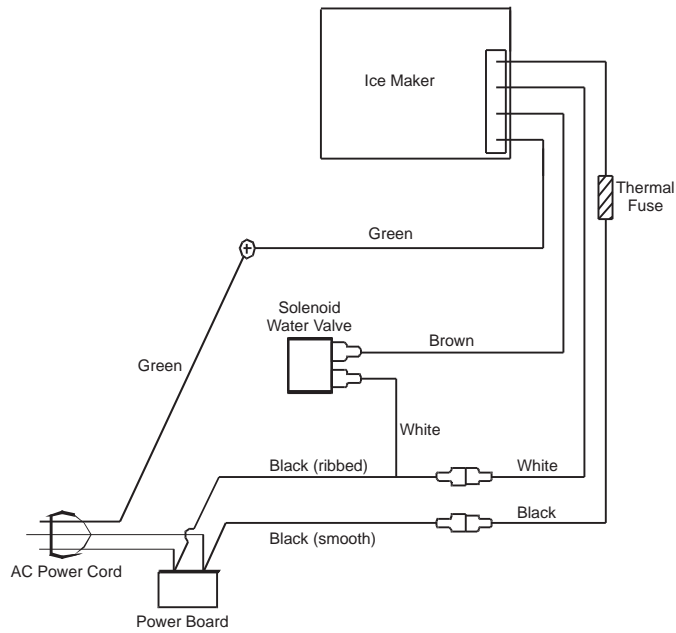 Ice Maker
Thermal
Fuse
Green
Solenoid
Water Valve
Brown
Green
White
Black (ribbed)
White
Black
Black (smooth)
AC Power Cord
Power Board